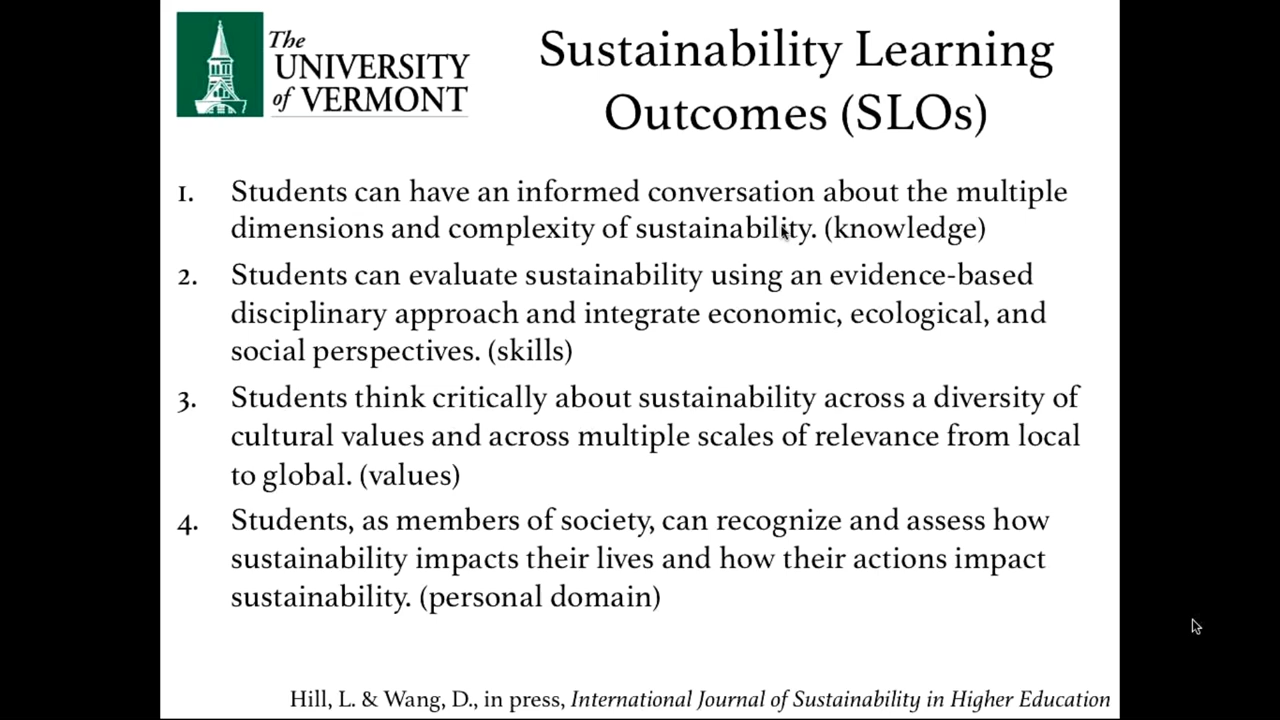 The
UNIVERSITY
of VERMONT
Sustainability Learning
Outcomes (SLOs)
1. Students can have an informed conversation about the multiple
dimensions and complexity of sustainability. (knowledge)
2. Students can evaluate sustainability using an evidence-based
disciplinary approach and integrate economic, ecological, and
social perspectives. (skills)
3. Students think critically about sustainability across a diversity of
cultural values and across multiple scales of relevance from local
to global. (values)
4. Students, as members of society, can recognize and assess how
sustainability impacts their lives and how their actions impact
sustainability. (personal domain)
Hill, L. & Wang, D., in press, International Journal of Sustainability in Higher Education